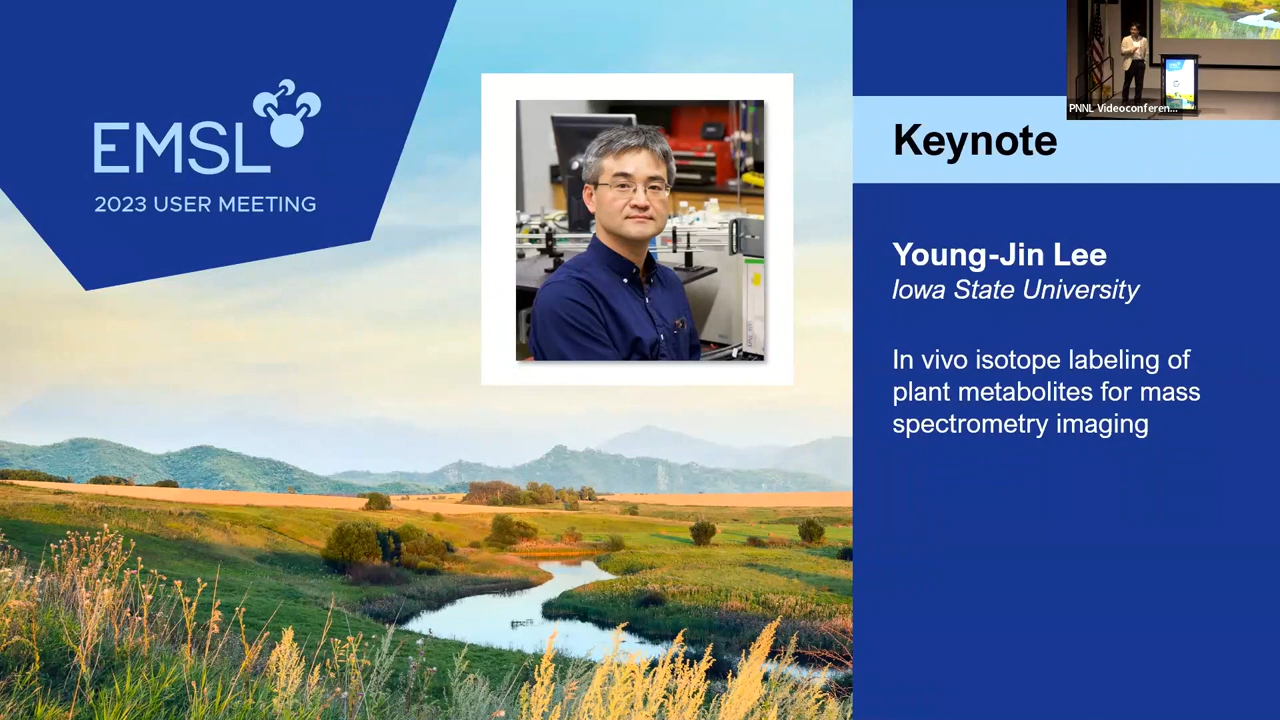 EMSL
2023 USER MEETING
PNNL Videoconferen...
Keynote
Young-Jin Lee
Iowa State University
In vivo isotope labeling of
plant metabolites for mass
spectrometry imaging